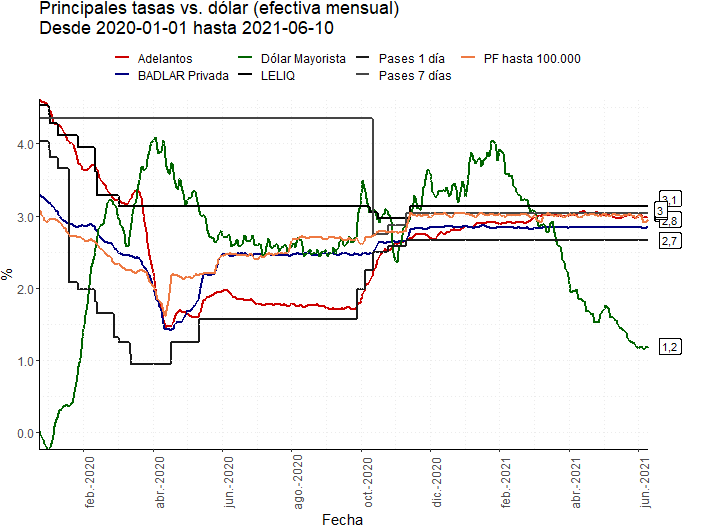 Principales tasas vs. dólar (efectiva mensual)
Desde 2020-01-01 hasta 2021-06-10
Adelantos Dólar Mayorista Pases 1 día PF hasta 100.000
BADLAR Privada LELIQ Pases 7 días
4.0
3.0
2.0
1.0
0.0
%
3,1
3
2,8
2,7
1,2
feb.-2020 abr.-2020 jun.-2020 ago.-2020 oct.-2020 dic.-2020 feb.-2021 abr.-2021 jun.-2021
Fecha